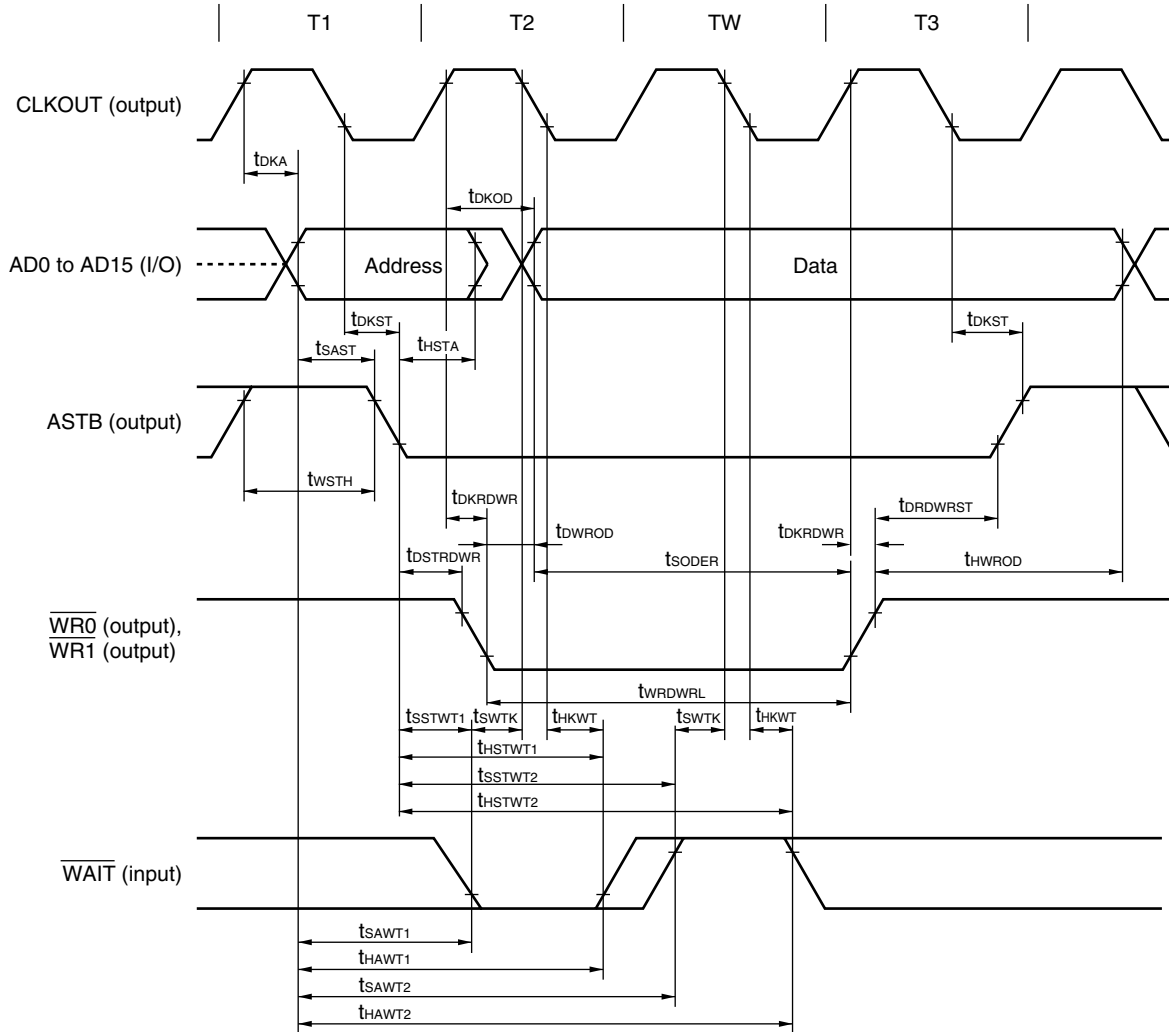 T1 T2 TW T3
CLKOUT (output)
tDKA
tDKOD
AD0 to AD15 (I/O)
Address
Data
tDKST
tDKST
tSAST
tHSTA
ASTB (output)
tWSTH
tDKRDWR
tDRDWRST
tDWROD
tDKRDWR
tDSTRDWR
tSODER
tHWROD
WR0 (output),
WR1 (output)
tWRDWRL
tSSTWT1 tSWTK tHKWT tSWTK tHKWT
tHSTWT1
tSSTWT2
tHSTWT2
WAIT (input)
tSAWT1
tHAWT1
tSAWT2
tHAWT2